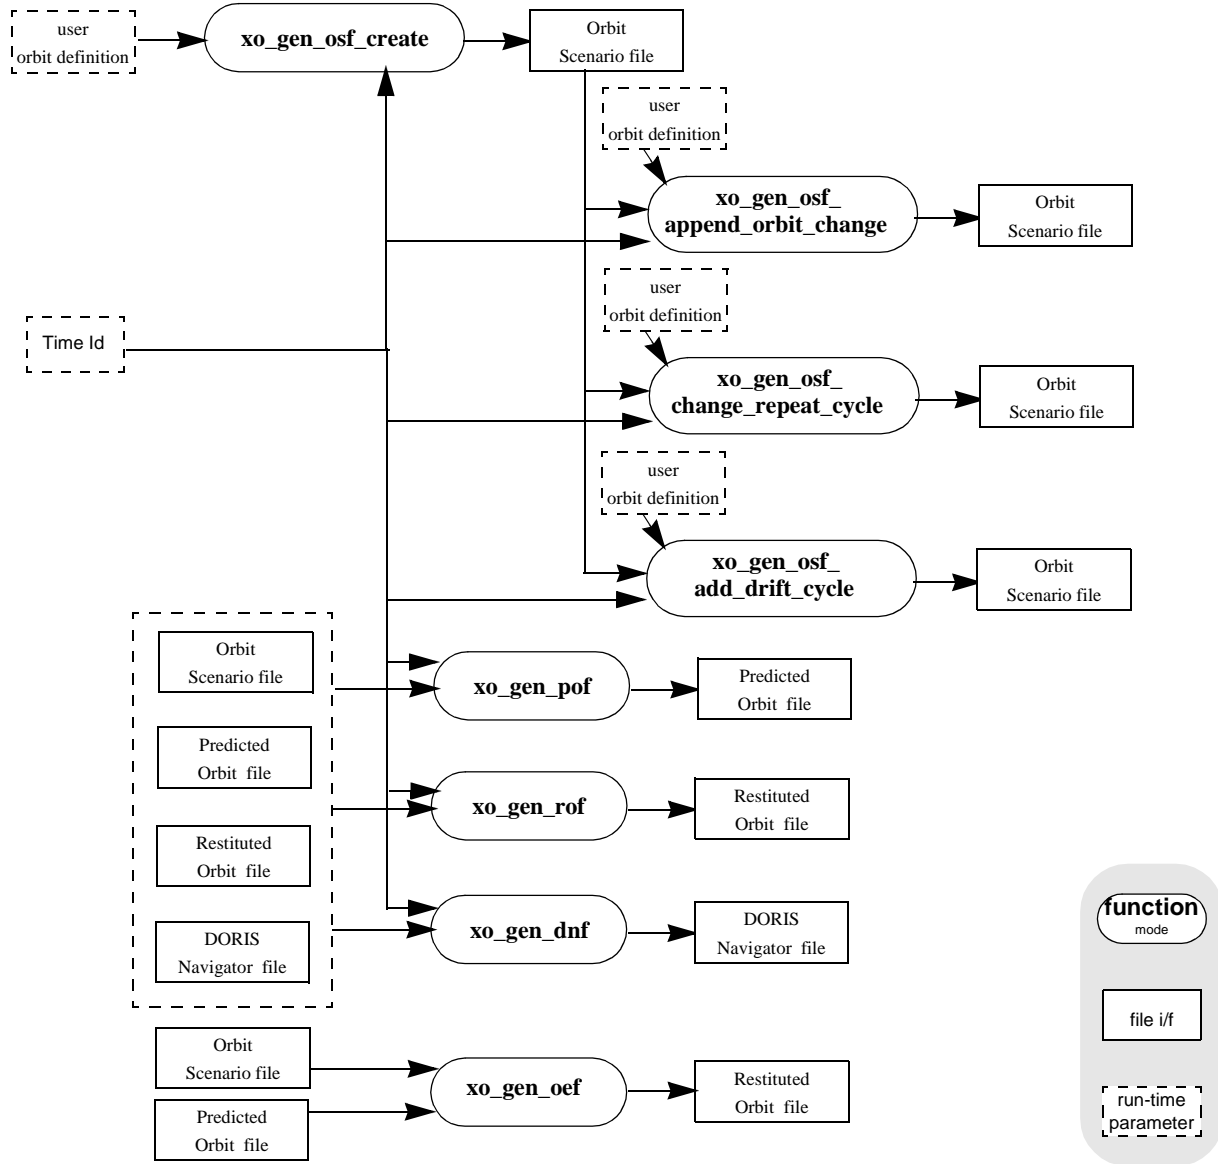 user
orbit definition
xo_gen_osf_create
Orbit
Scenario file
user
orbit definition
xo_gen_osf_
append_orbit_change
Orbit
Scenario file
user
orbit definition
Time Id
xo_gen_osf_
change_repeat_cycle
Orbit
Scenario file
user
orbit definition
xo_gen_osf_
add_drift_cycle
Orbit
Scenario file
Orbit
Scenario file
xo_gen_pof
Predicted
Orbit file
Predicted
Orbit file
xo_gen_rof
Restituted
Orbit file
Restituted
Orbit file
DORIS
Navigator file
xo_gen_dnf
DORIS
Navigator file
Orbit
Scenario file
Predicted
Orbit file
xo_gen_oef
Restituted
Orbit file
function
mode
file i/f
run-time
parameter